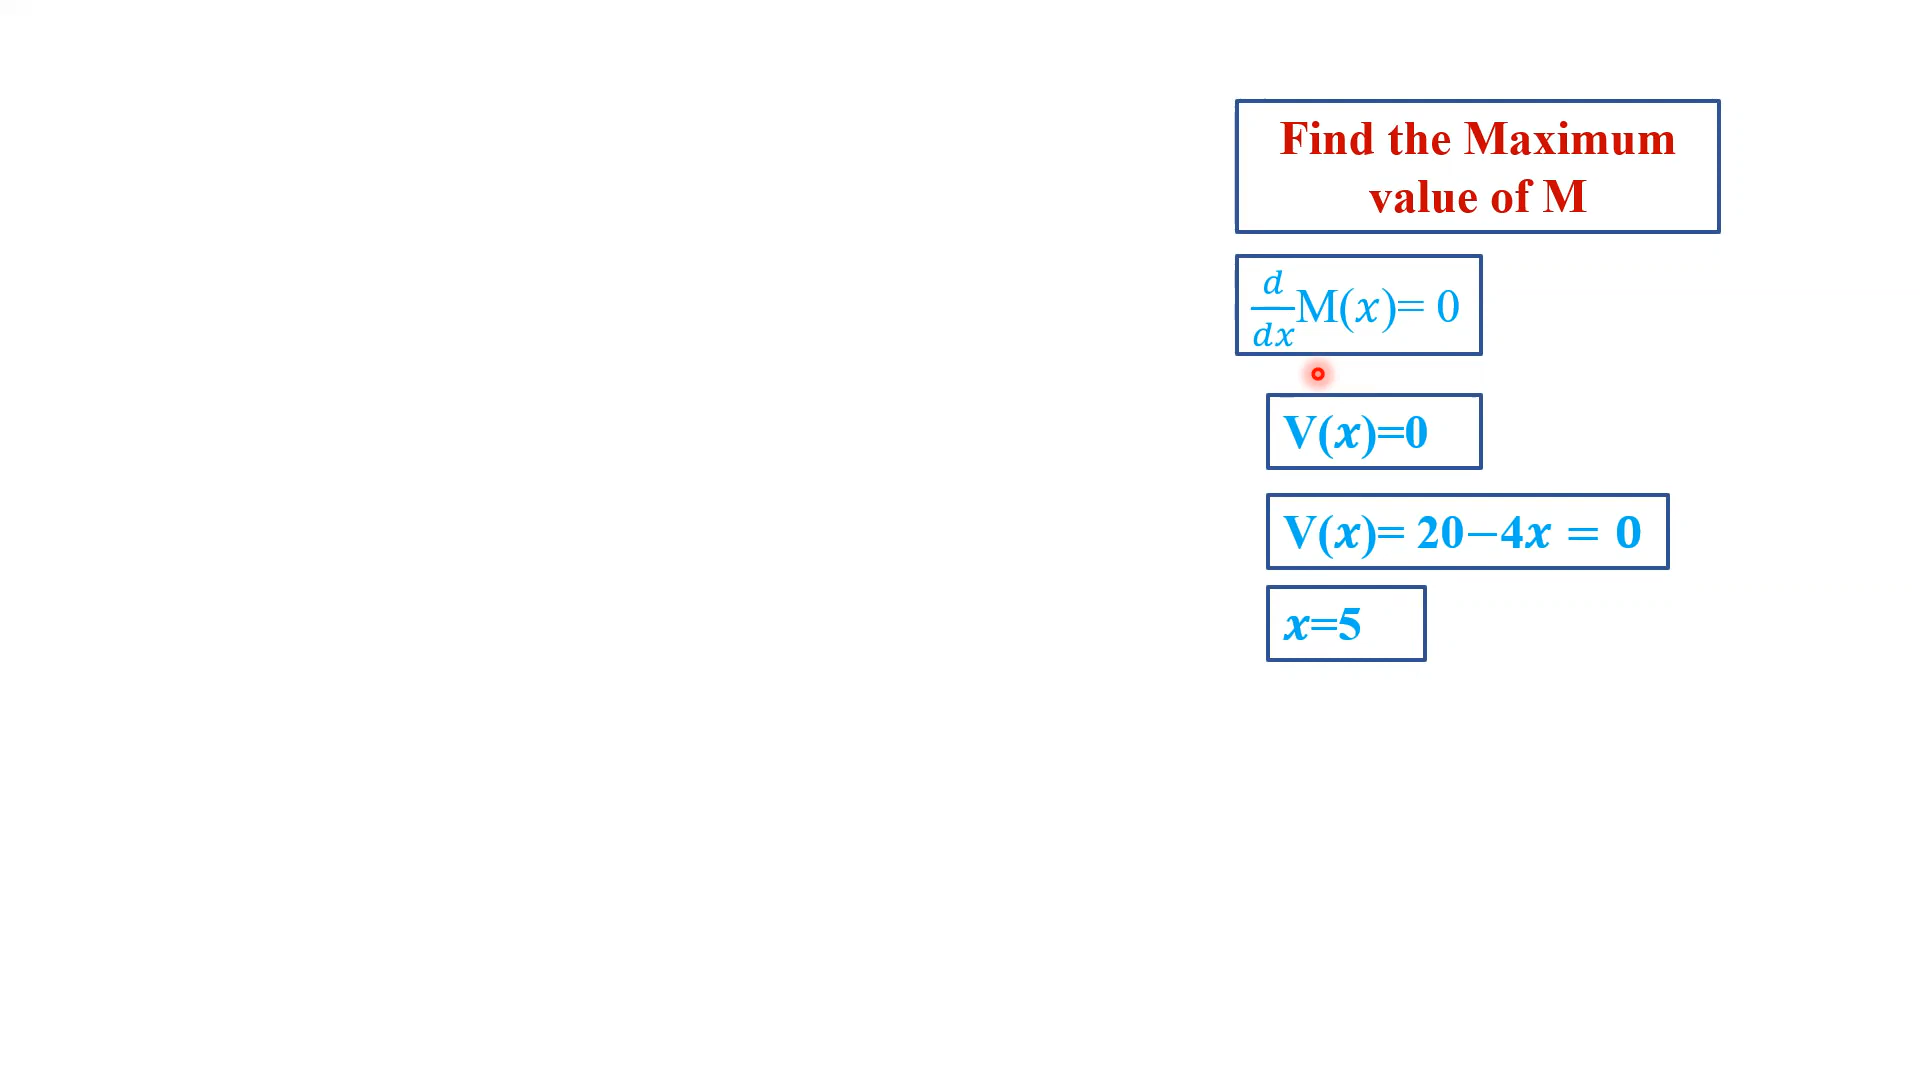 Find the Maximum
value of M
d/dx M(x)= 0
V(x)=0
V(x)= 20−4x = 0
x=5